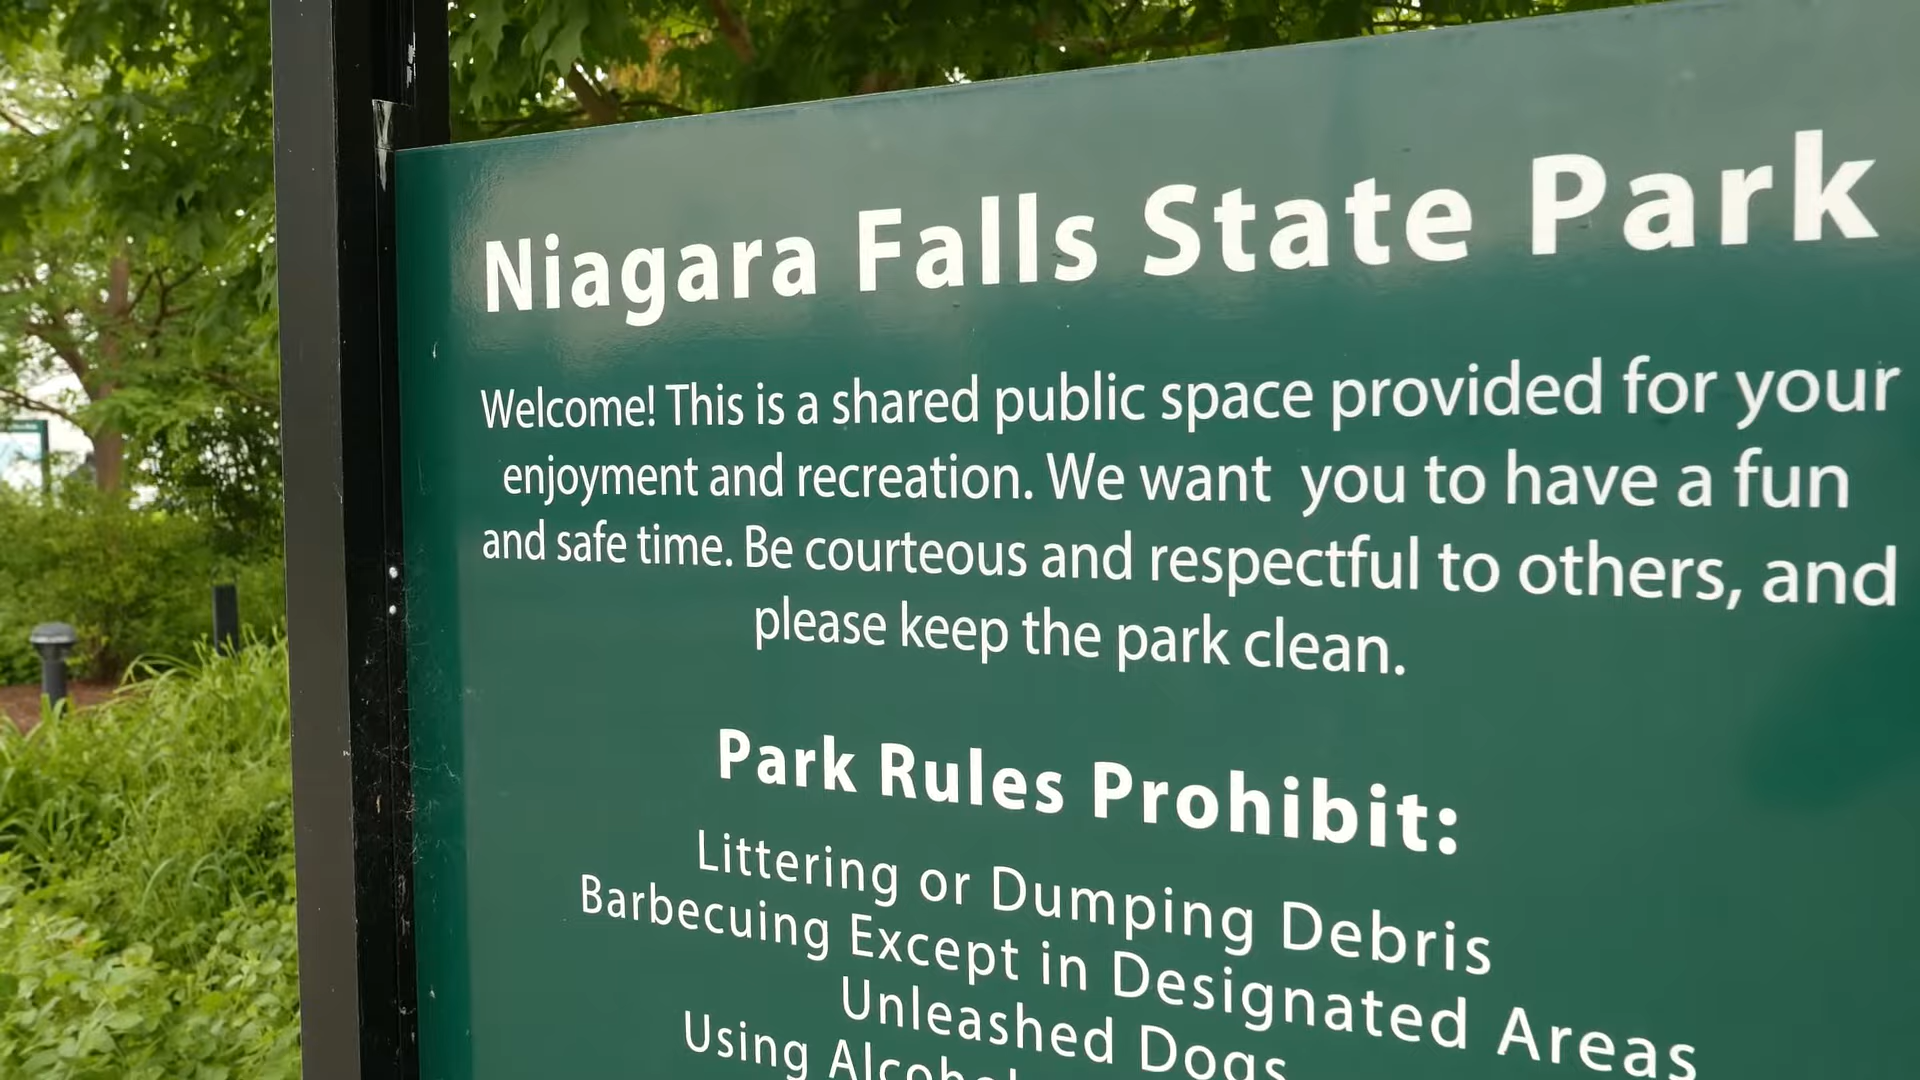 Niagara Falls State Park
Welcome! This is a shared public space provided for your
enjoyment and recreation. We want you to have a fun
and safe time. Be courteous and respectful to others, and
please keep the park clean.
Park Rules Prohibit:
Littering or Dumping Debris
Barbecuing Except in Designated Areas
Unleashed Dogs
Using Alcohol